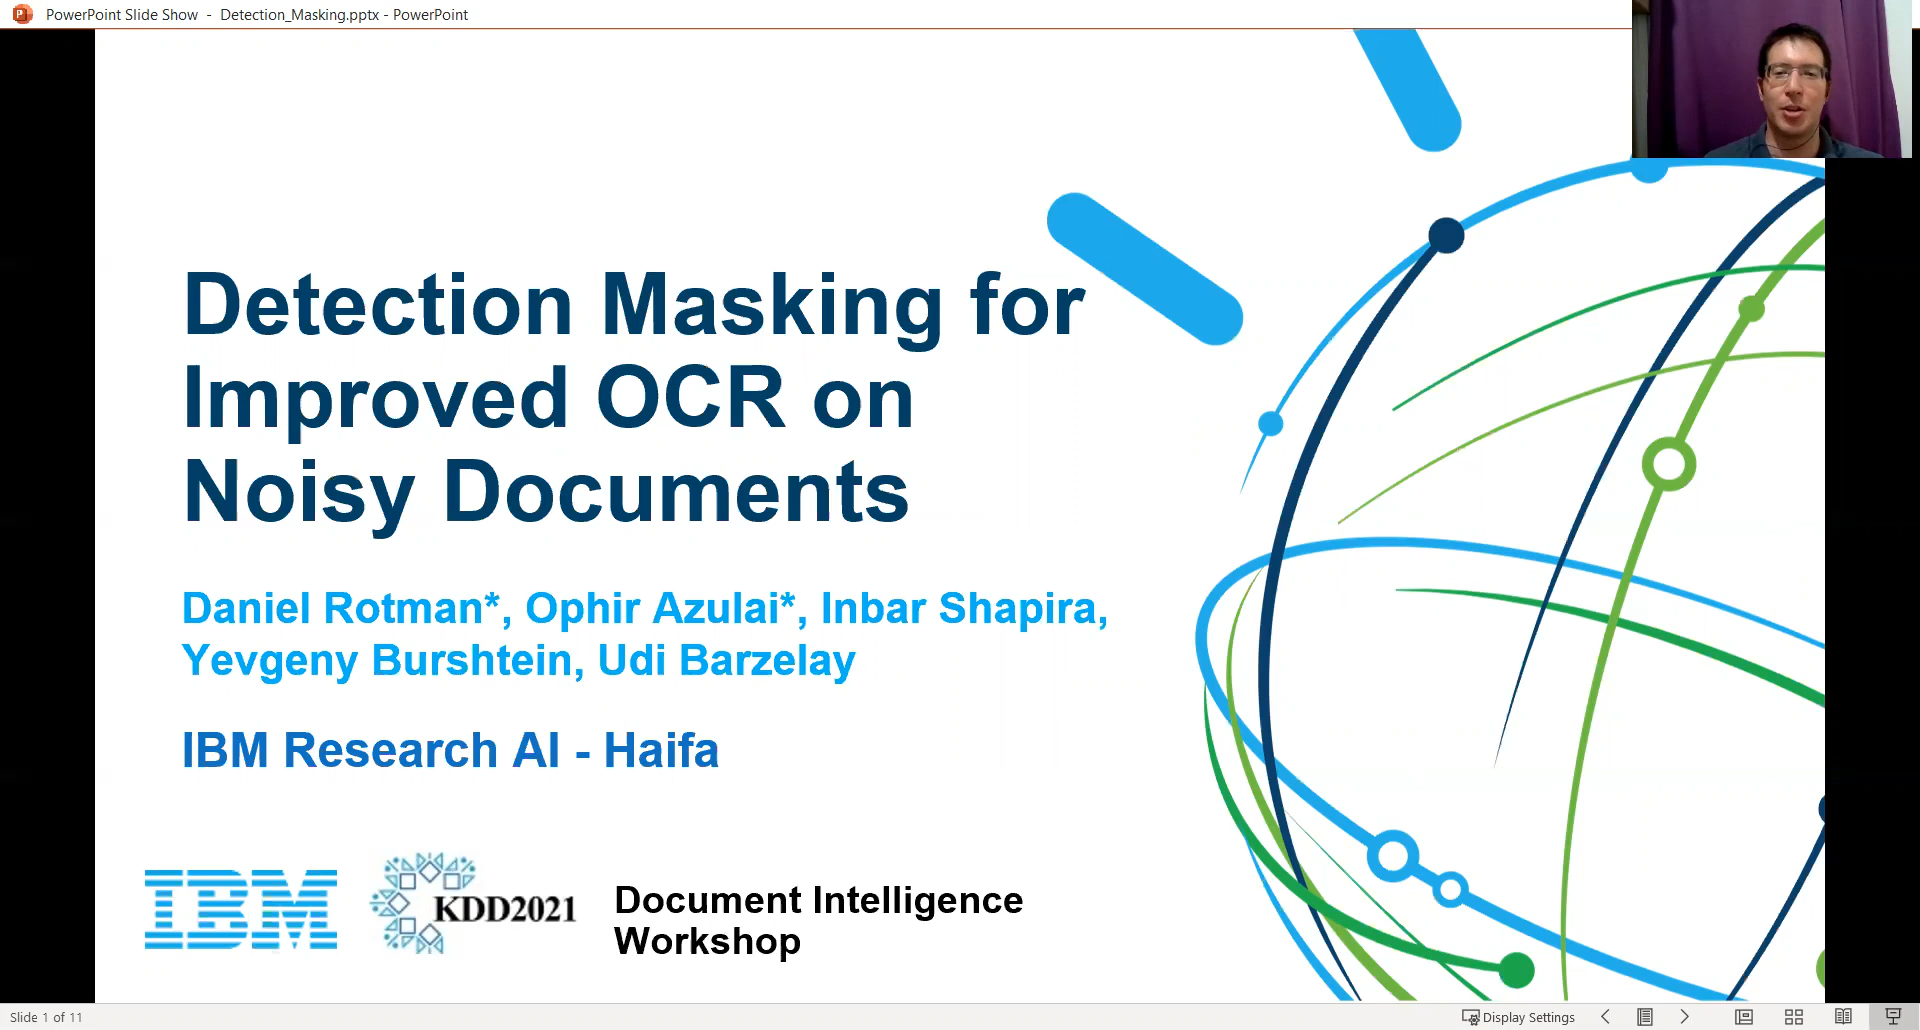 PowerPoint Slide Show - Detection_Masking.pptx - PowerPoint
Detection Masking for
Improved OCR on
Noisy Documents
Daniel Rotman*, Ophir Azulai*, Inbar Shapira,
Yevgeny Burshtein, Udi Barzelay
IBM Research AI - Haifa
IBM
KDD2021
Document Intelligence
Workshop
Slide 1 of 11
Display Settings